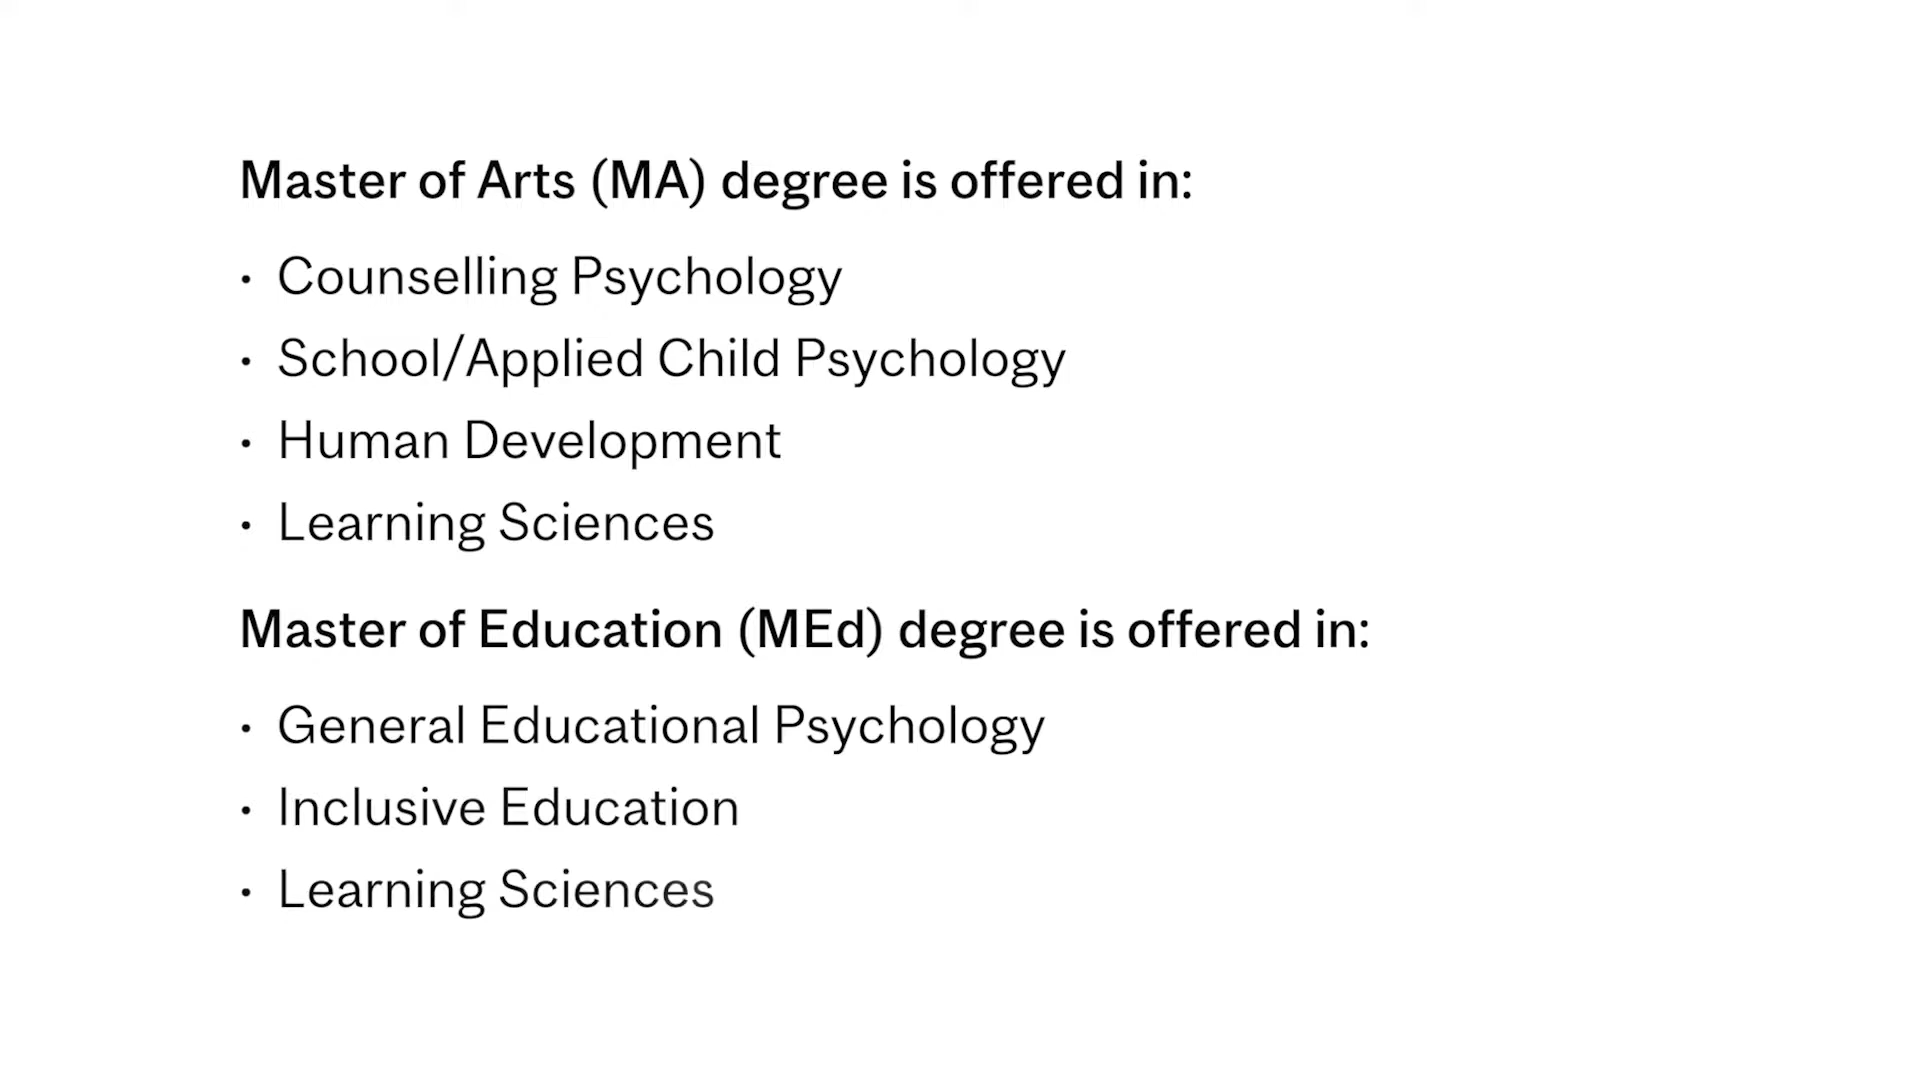 Master of Arts (MA) degree is offered in:
• Counselling Psychology
• School/Applied Child Psychology
• Human Development
• Learning Sciences
Master of Education (MEd) degree is offered in:
• General Educational Psychology
• Inclusive Education
• Learning Sciences